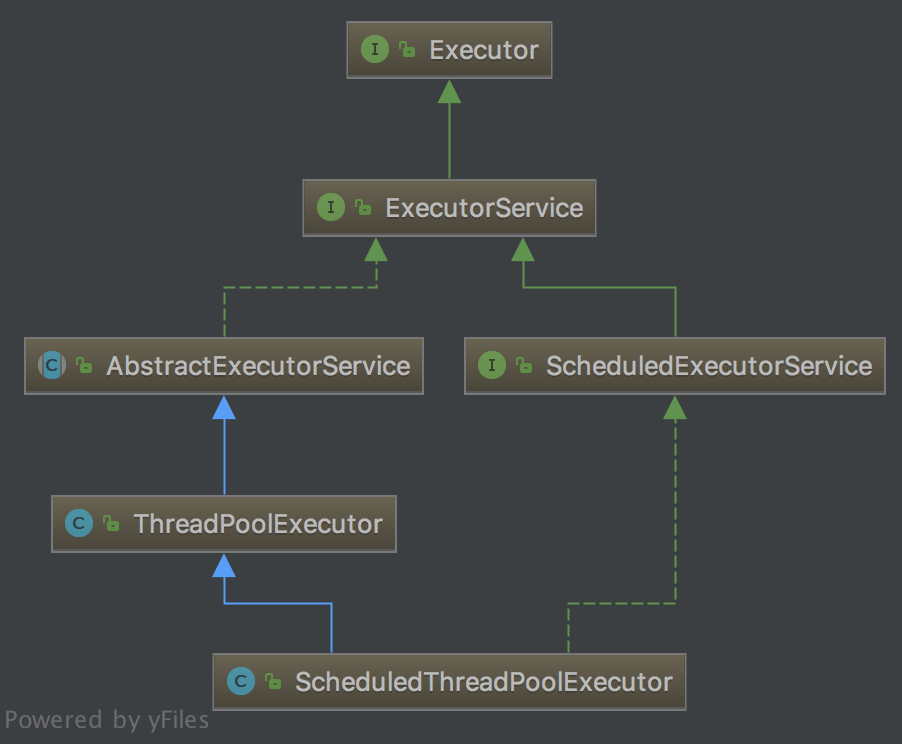 I Executor
I ExecutorService
C AbstractExecutorService
I ScheduledExecutorService
C ThreadPoolExecutor
C ScheduledThreadPoolExecutor
Powered by yFiles